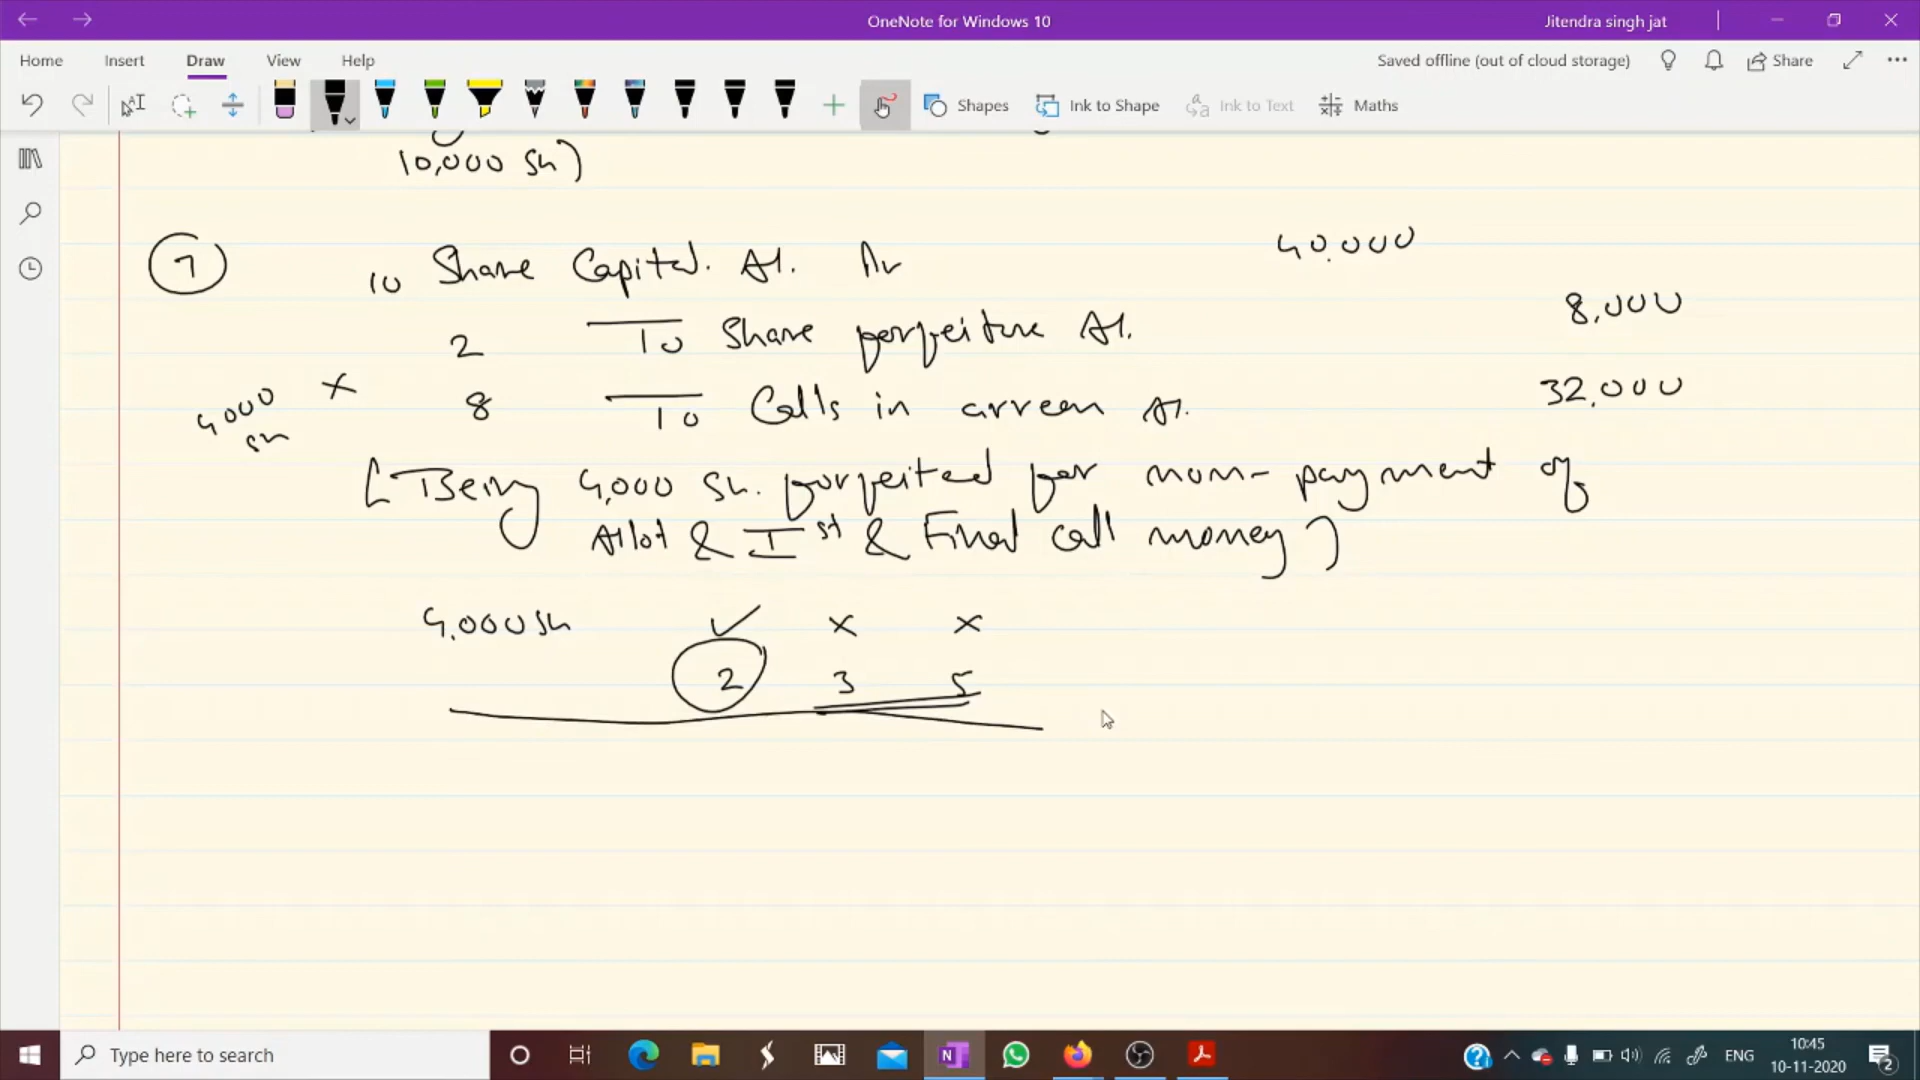 OneNote for Windows 10
Jitendra singh jat
Home Insert Draw View Help
Saved offline (out of cloud storage)
Share
Shapes
Ink to Shape
Ink to Text
Maths
10,000 Sh)
7
10 Share Capital. A/. Dr 40,000
2 To Share forfeiture A/. 8,000
4000 sh × 8 To Calls in arrear A/. 32,000
[Being 4,000 Sh. forfeited for non-payment of
Allot & Ist & Final call money)
4,000 sh ✓ × ×
2 3 5
Type here to search
ENG
10:45
10-11-2020
2